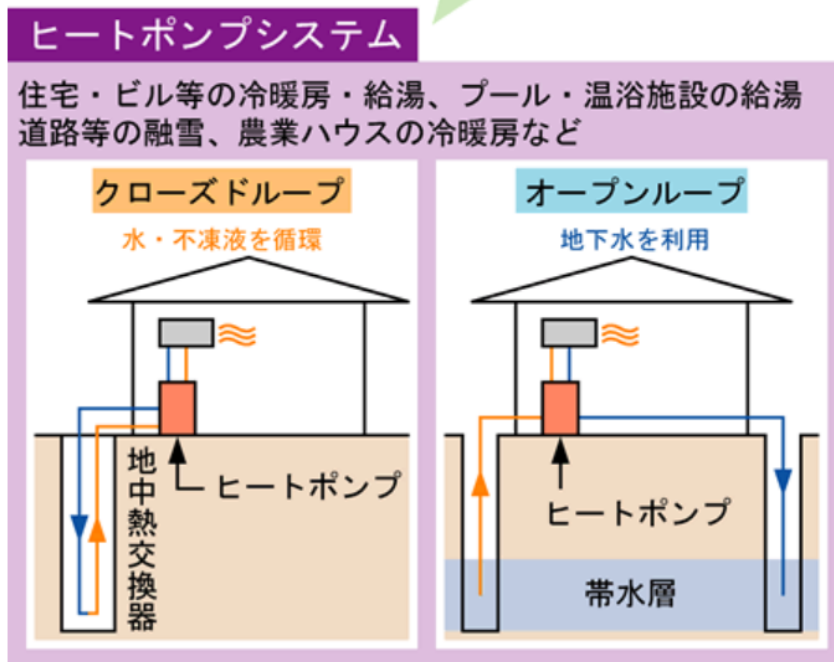 ヒートポンプシステム
住宅・ビル等の冷暖房・給湯、プール・温浴施設の給湯
道路等の融雪、農業ハウスの冷暖房など
クローズドループ
水・不凍液を循環
地中熱交換器
ヒートポンプ
オープンループ
地下水を利用
ヒートポンプ
帯水層